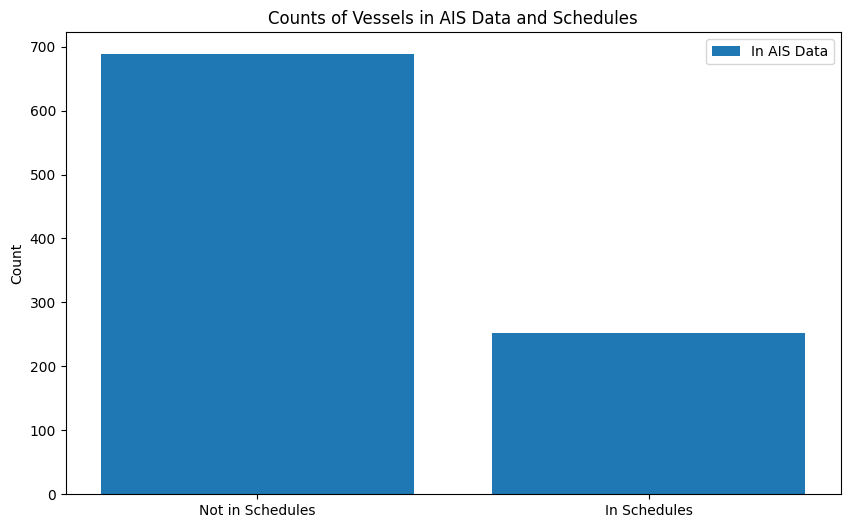 Counts of Vessels in AIS Data and Schedules
In AIS Data
700
600
500
400
300
200
100
0
Count
Not in Schedules
In Schedules